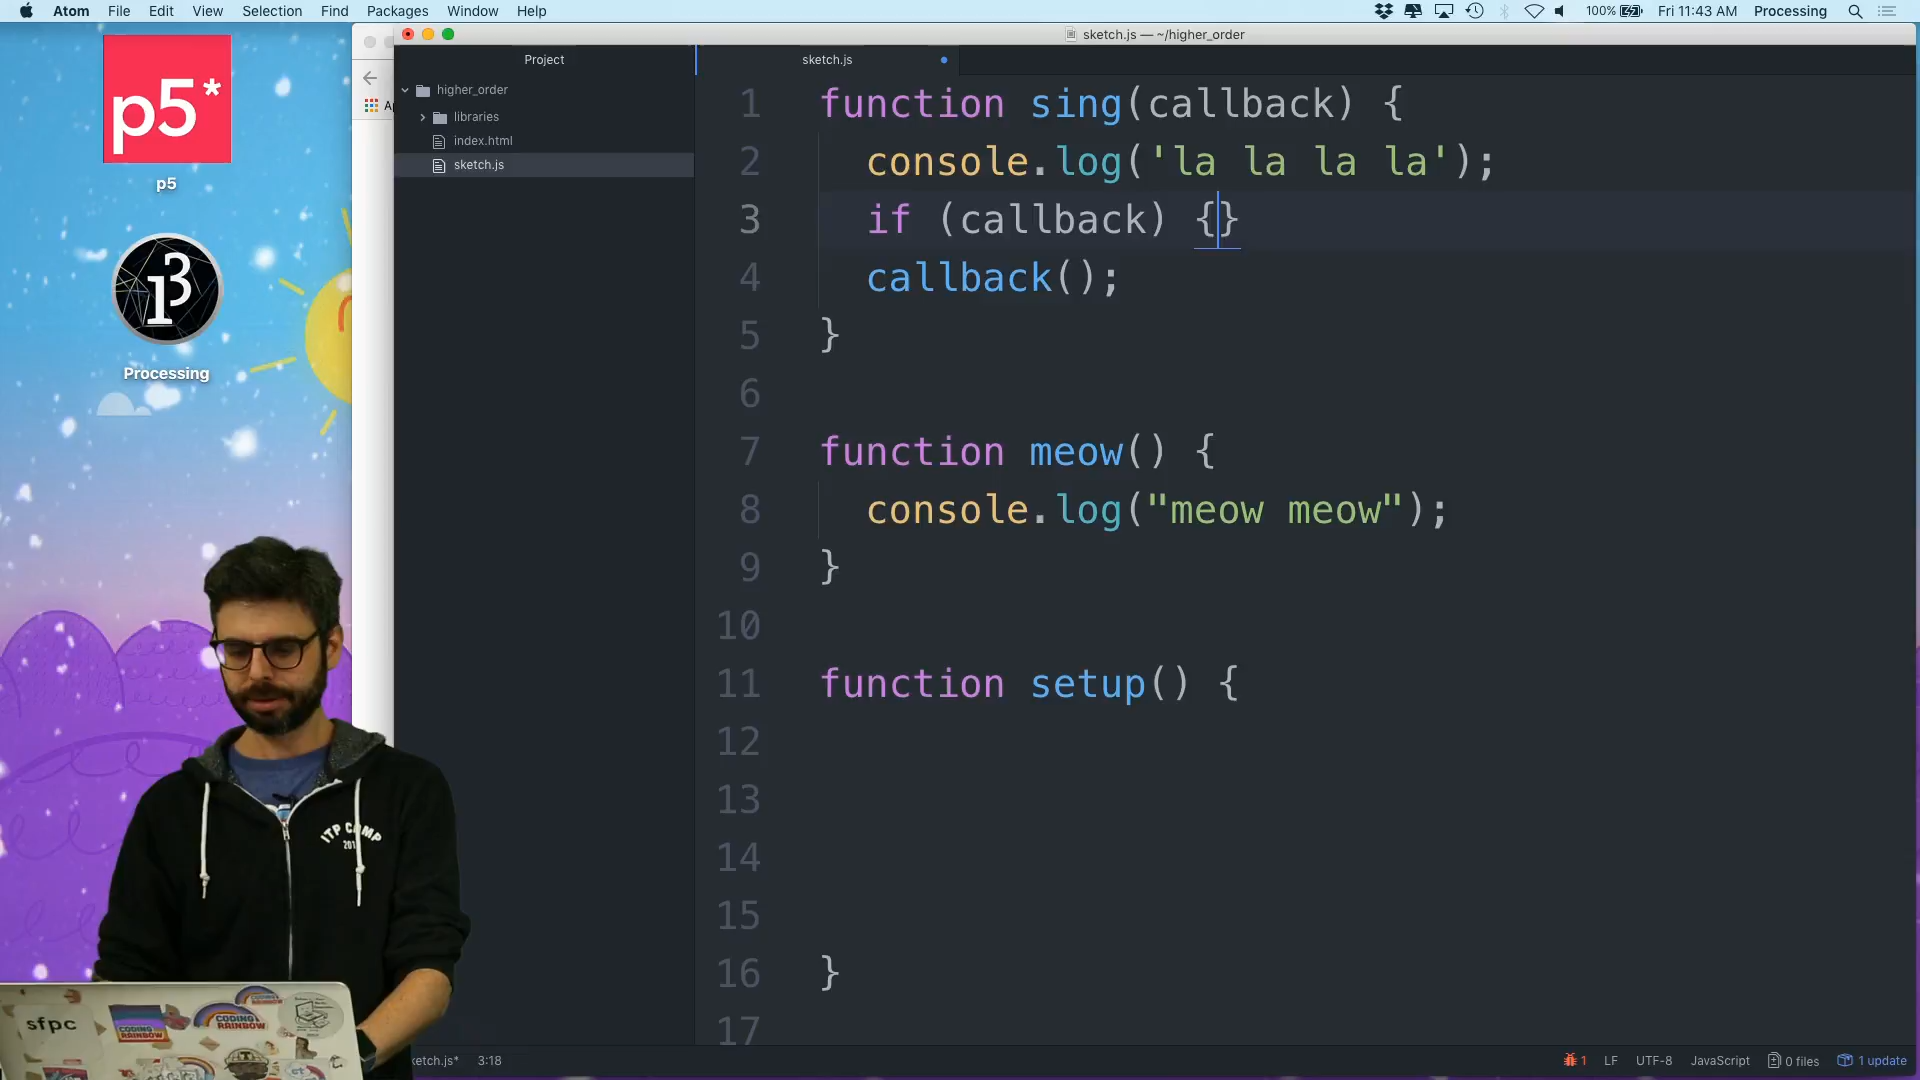 Atom File Edit View Selection Find Packages Window Help
100% Fri 11:43 AM Processing
p5*
p5
Processing
sketch.js — ~/higher_order
Project
higher_order
libraries
index.html
sketch.js
sketch.js
1 function sing(callback) {
2 console.log('la la la la');
3 if (callback) {}
4 callback();
5 }
6
7 function meow() {
8 console.log("meow meow");
9 }
10
11 function setup() {
12
13
14
15
16 }
17
ketch.js* 3:18
1 LF UTF-8 JavaScript 0 files 1 update
ITP CAMP
sfpc
CODING RAINBOW
CODING RAINBOW